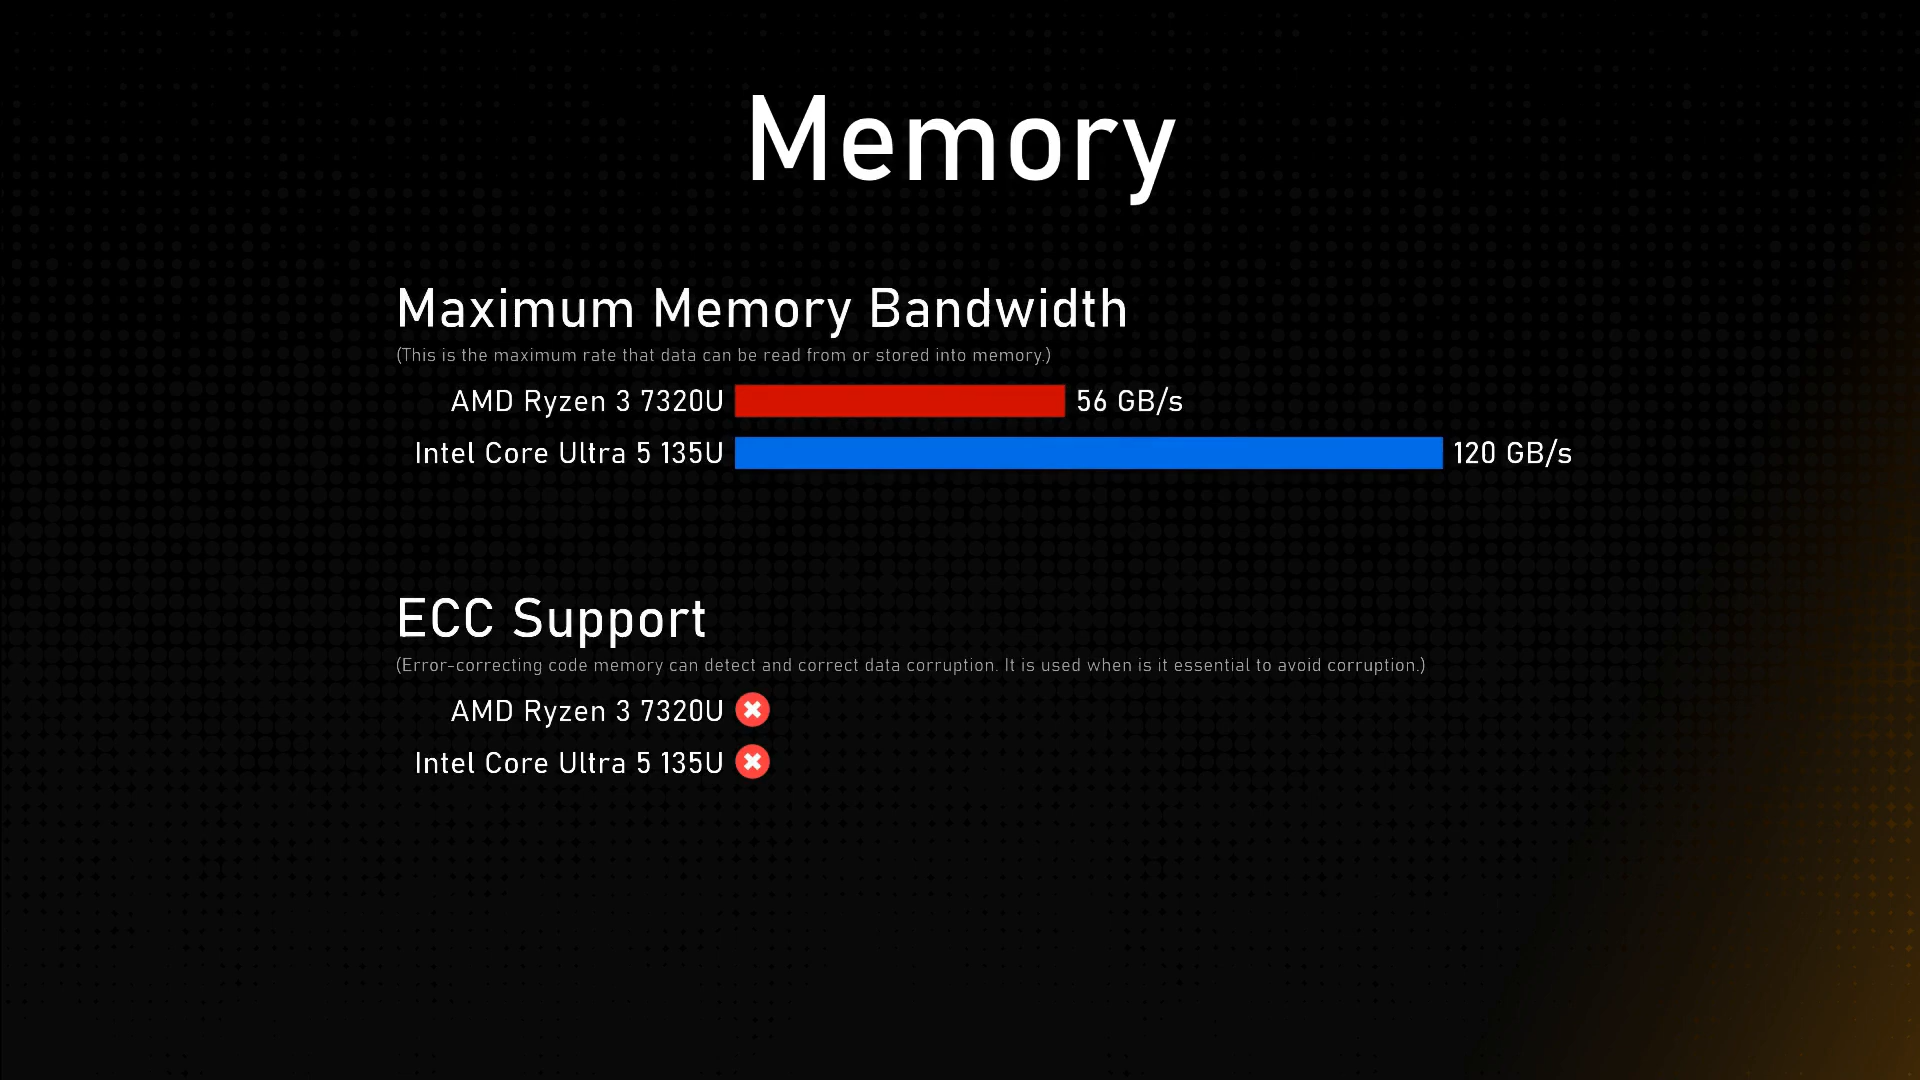 Memory
Maximum Memory Bandwidth
(This is the maximum rate that data can be read from or stored into memory.)
AMD Ryzen 3 7320U 56 GB/s
Intel Core Ultra 5 135U 120 GB/s
ECC Support
(Error-correcting code memory can detect and correct data corruption. It is used when is it essential to avoid corruption.)
AMD Ryzen 3 7320U
Intel Core Ultra 5 135U